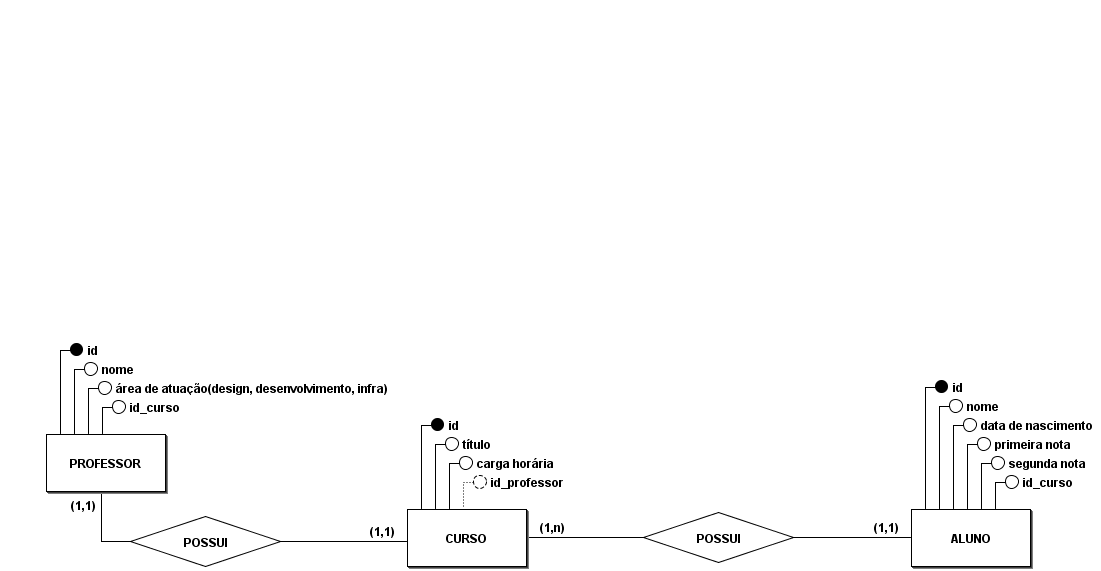 id
nome
área de atuação(design, desenvolvimento, infra)
id_curso
PROFESSOR
(1,1)
POSSUI
(1,1)
id
título
carga horária
id_professor
CURSO
(1,n)
POSSUI
(1,1)
id
nome
data de nascimento
primeira nota
segunda nota
id_curso
ALUNO